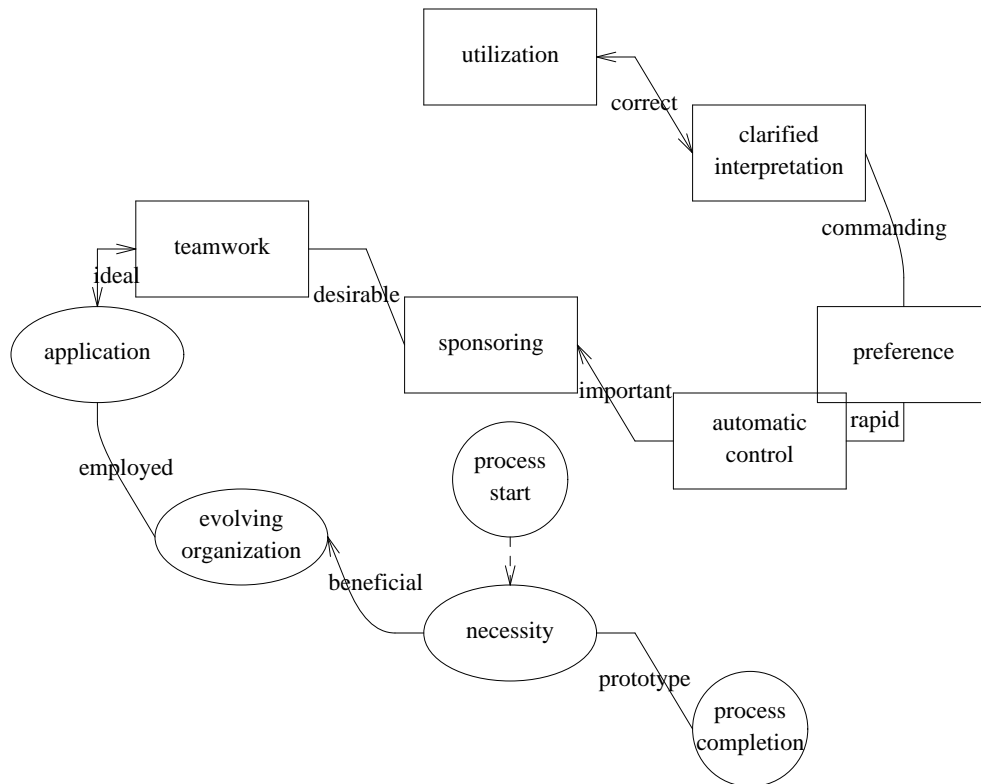 utilization
correct
clarified
interpretation
commanding
teamwork
ideal
desirable
application
sponsoring
preference
important
automatic
control
rapid
process
start
employed
evolving
organization
beneficial
necessity
prototype
process
completion